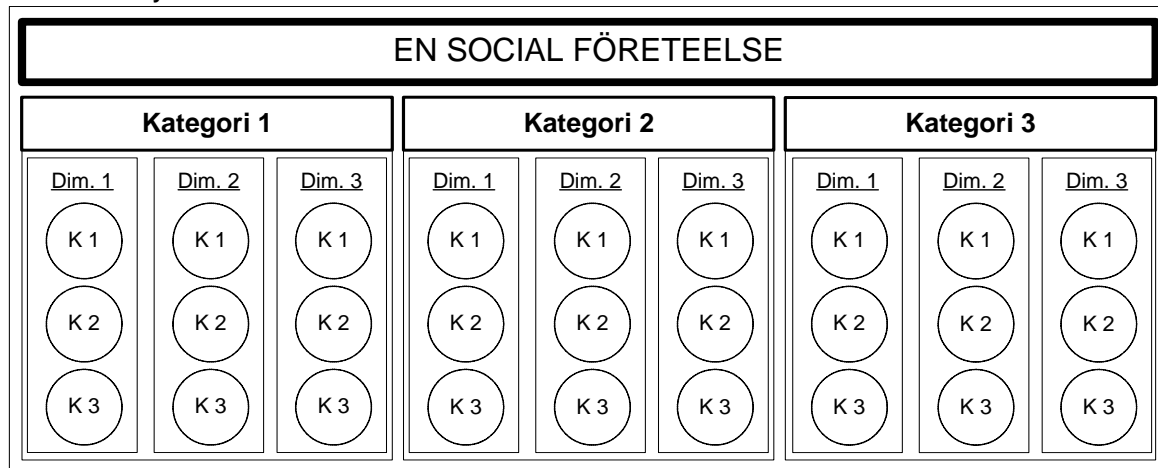 EN SOCIAL FÖRETEELSE
Kategori 1 Kategori 2 Kategori 3
Dim. 1 Dim. 2 Dim. 3 Dim. 1 Dim. 2 Dim. 3 Dim. 1 Dim. 2 Dim. 3
K 1 K 1 K 1 K 1 K 1 K 1 K 1 K 1 K 1
K 2 K 2 K 2 K 2 K 2 K 2 K 2 K 2 K 2
K 3 K 3 K 3 K 3 K 3 K 3 K 3 K 3 K 3